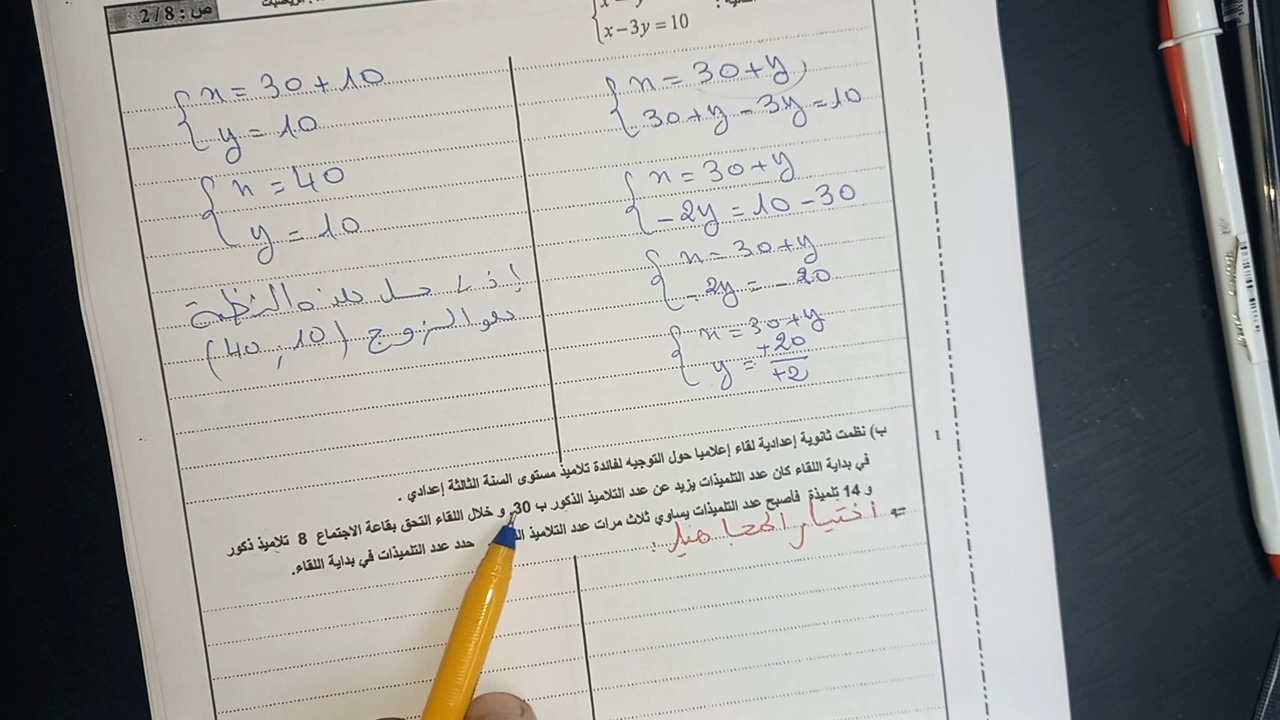 ص : 2/8
x-3y=10
x = 30+y
30+y-3y=10
x = 30+y
-2y = 10-30
x = 30+y
-2y = -20
x = 30+y
y = +20/+2
x = 30+10
y = 10
x = 40
y = 10
إذن حل هذه النظمة
هو الزوج (40,10)
1
ب) نظمت ثانوية إعدادية لقاء إعلاميا حول التوجيه لفائدة تلاميذ مستوى السنة الثالثة إعدادي .
في بداية اللقاء كان عدد التلميذات يزيد عن عدد التلاميذ الذكور ب 30 و خلال اللقاء التحق بقاعة الاجتماع 8 تلاميذ ذكور
و 14 تلميذة فأصبح عدد التلميذات يساوي ثلاث مرات عدد التلاميذ حدد عدد التلميذات في بداية اللقاء.
اختيار المجاهيل :